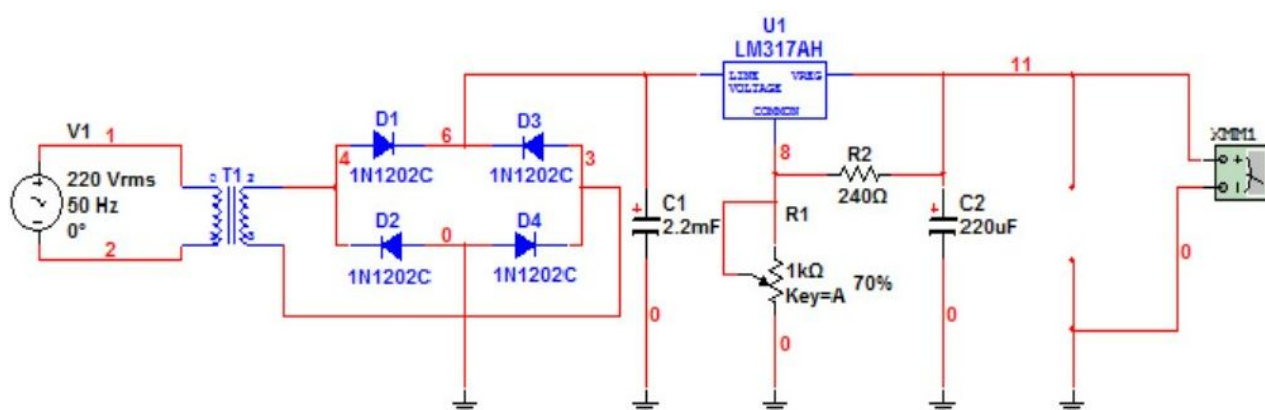 U1
LM317AH
LINE VREG
VOLTAGE
COMMON
11
XMM1
V1
1
220 Vrms
50 Hz
0°
2
T1
4
D1
1N1202C
6
D3
1N1202C
3
D2
1N1202C
0
D4
1N1202C
C1
2.2mF
0
8
R2
240Ω
R1
1kΩ
Key=A
70%
0
C2
220uF
0
0